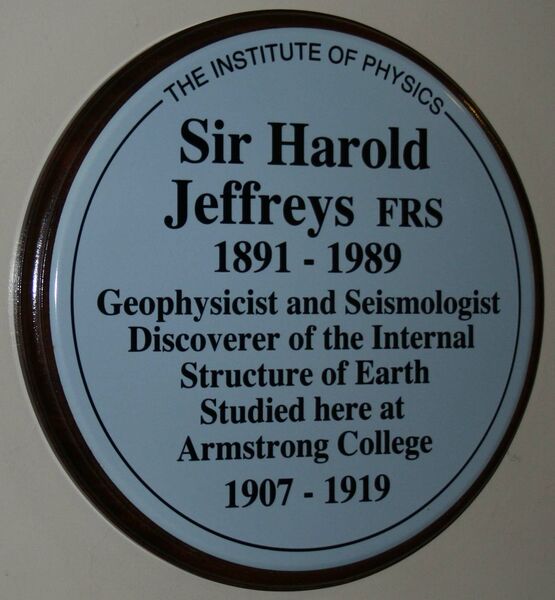 THE INSTITUTE OF PHYSICS
Sir Harold
Jeffreys FRS
1891 - 1989
Geophysicist and Seismologist
Discoverer of the Internal
Structure of Earth
Studied here at
Armstrong College
1907 - 1919